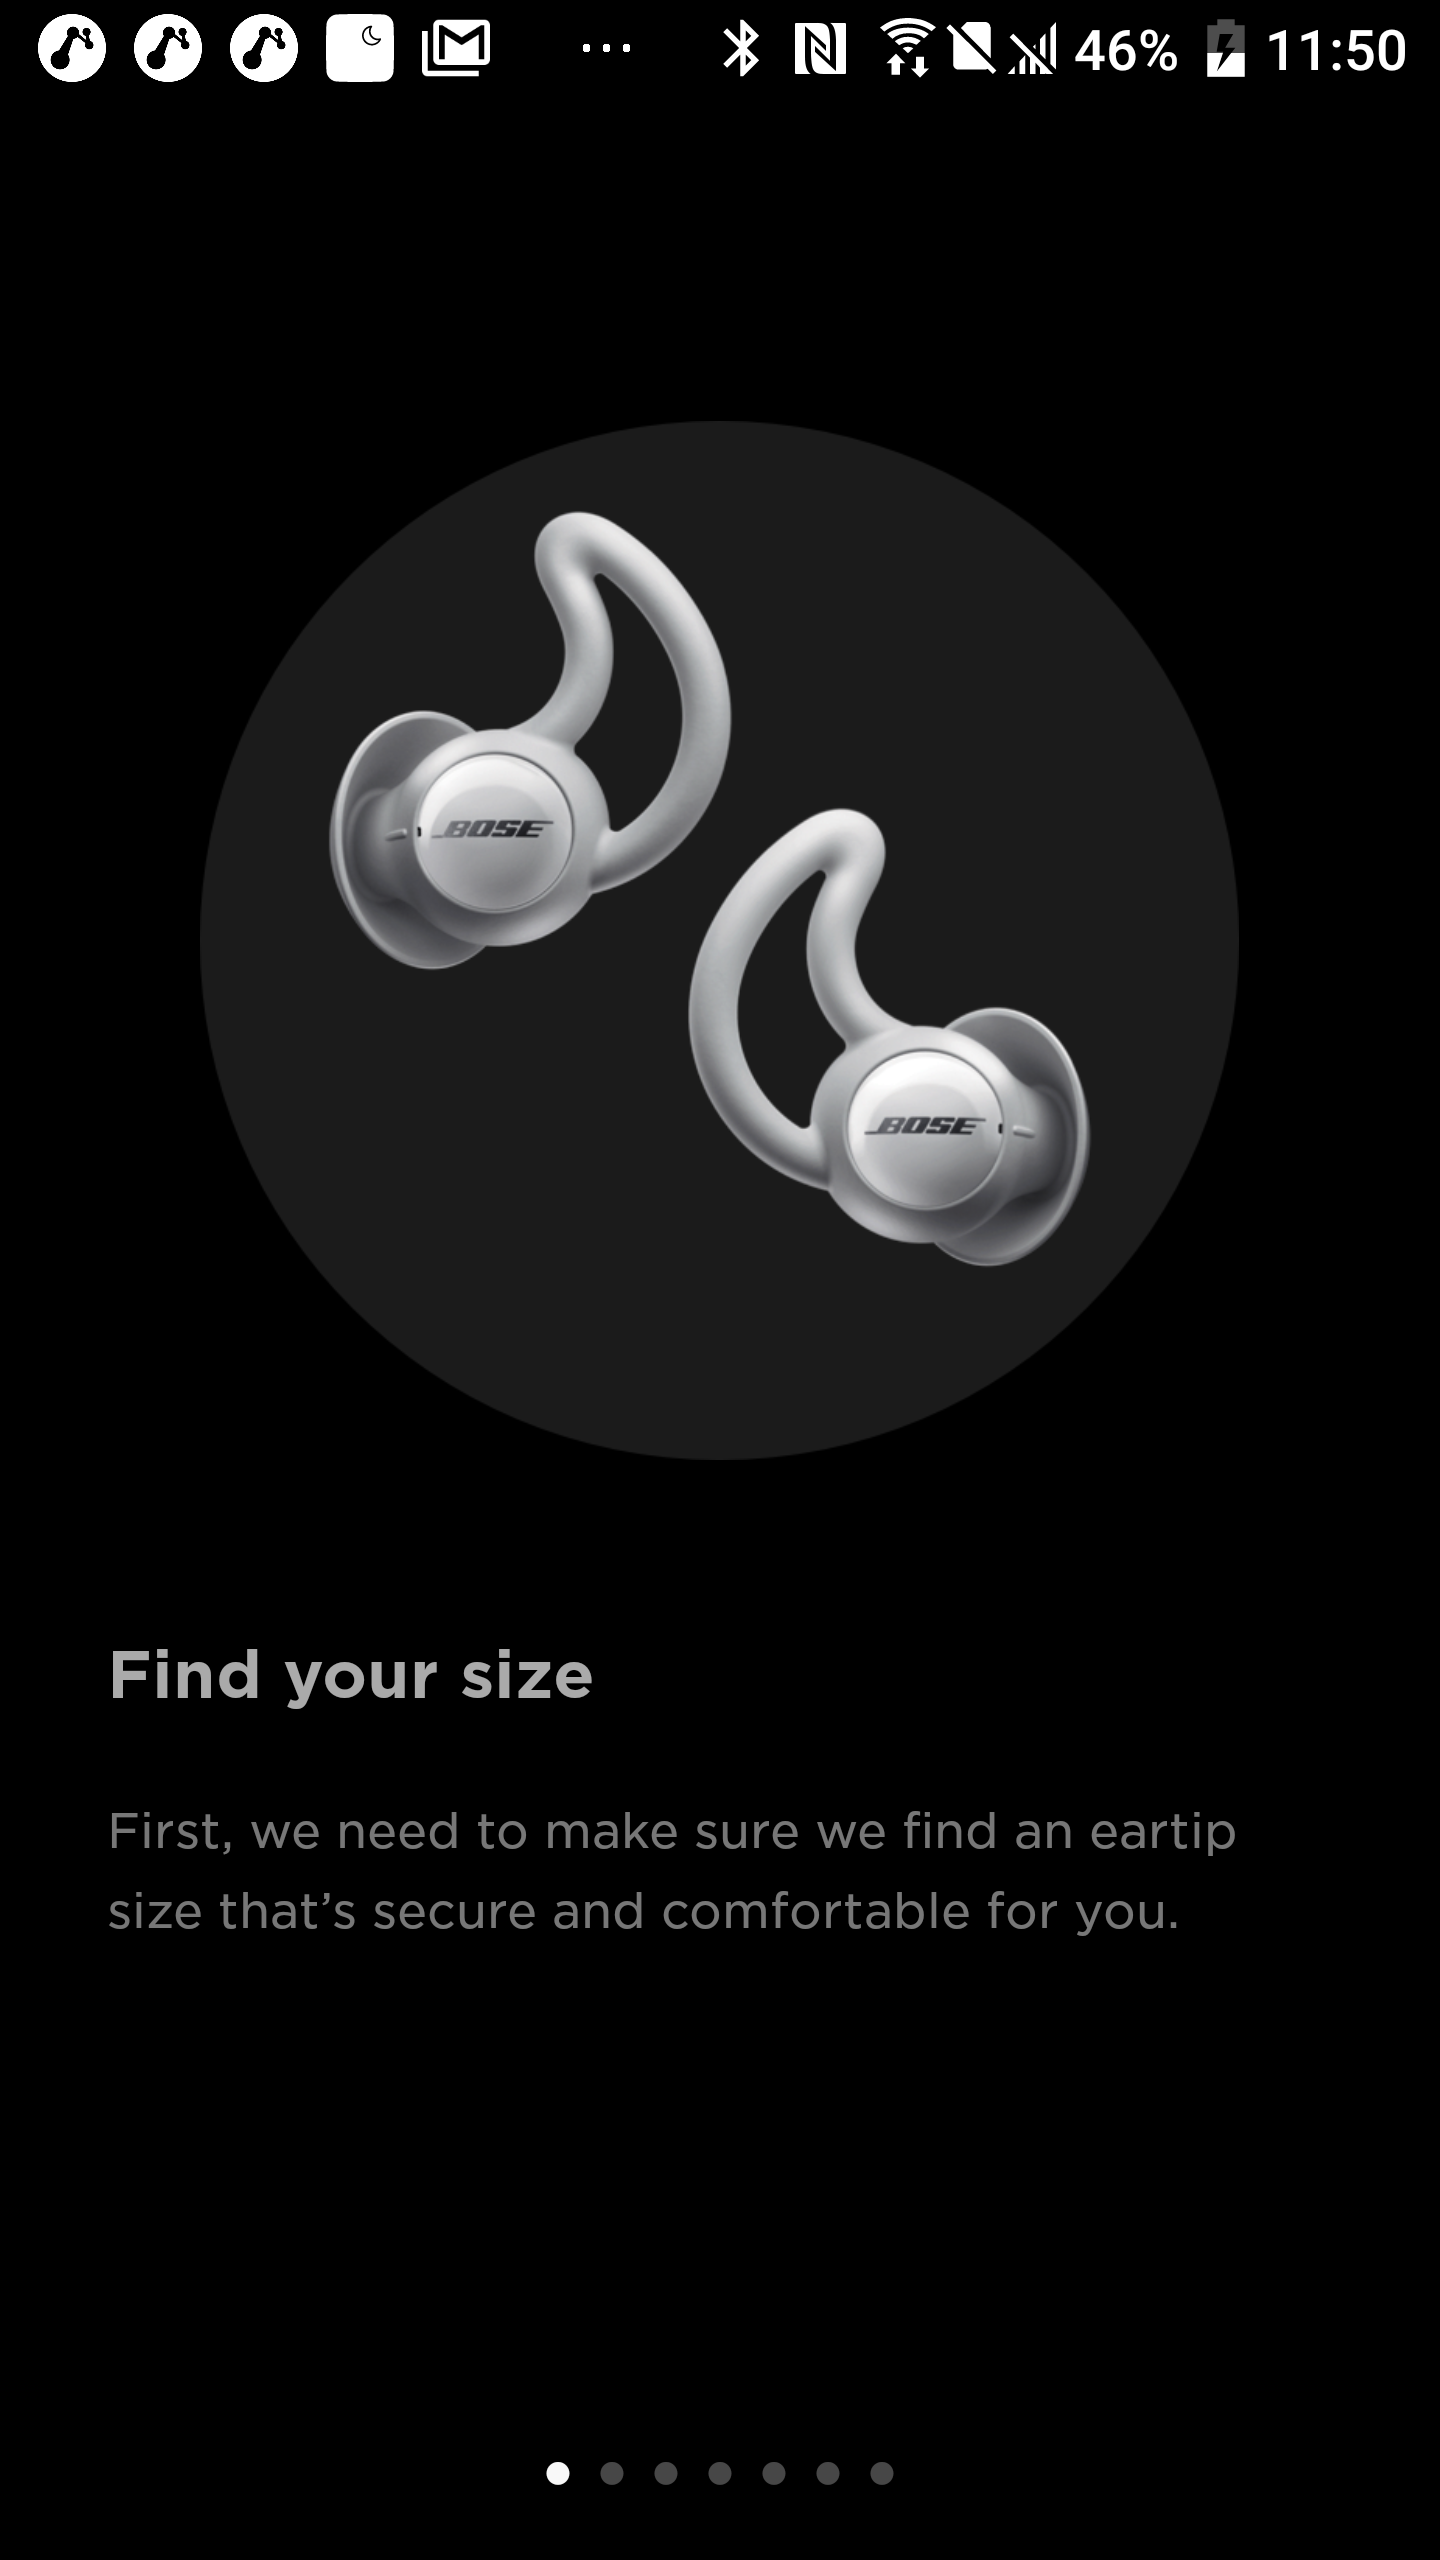 46% 11:50
BOSE
BOSE
Find your size
First, we need to make sure we find an eartip
size that’s secure and comfortable for you.